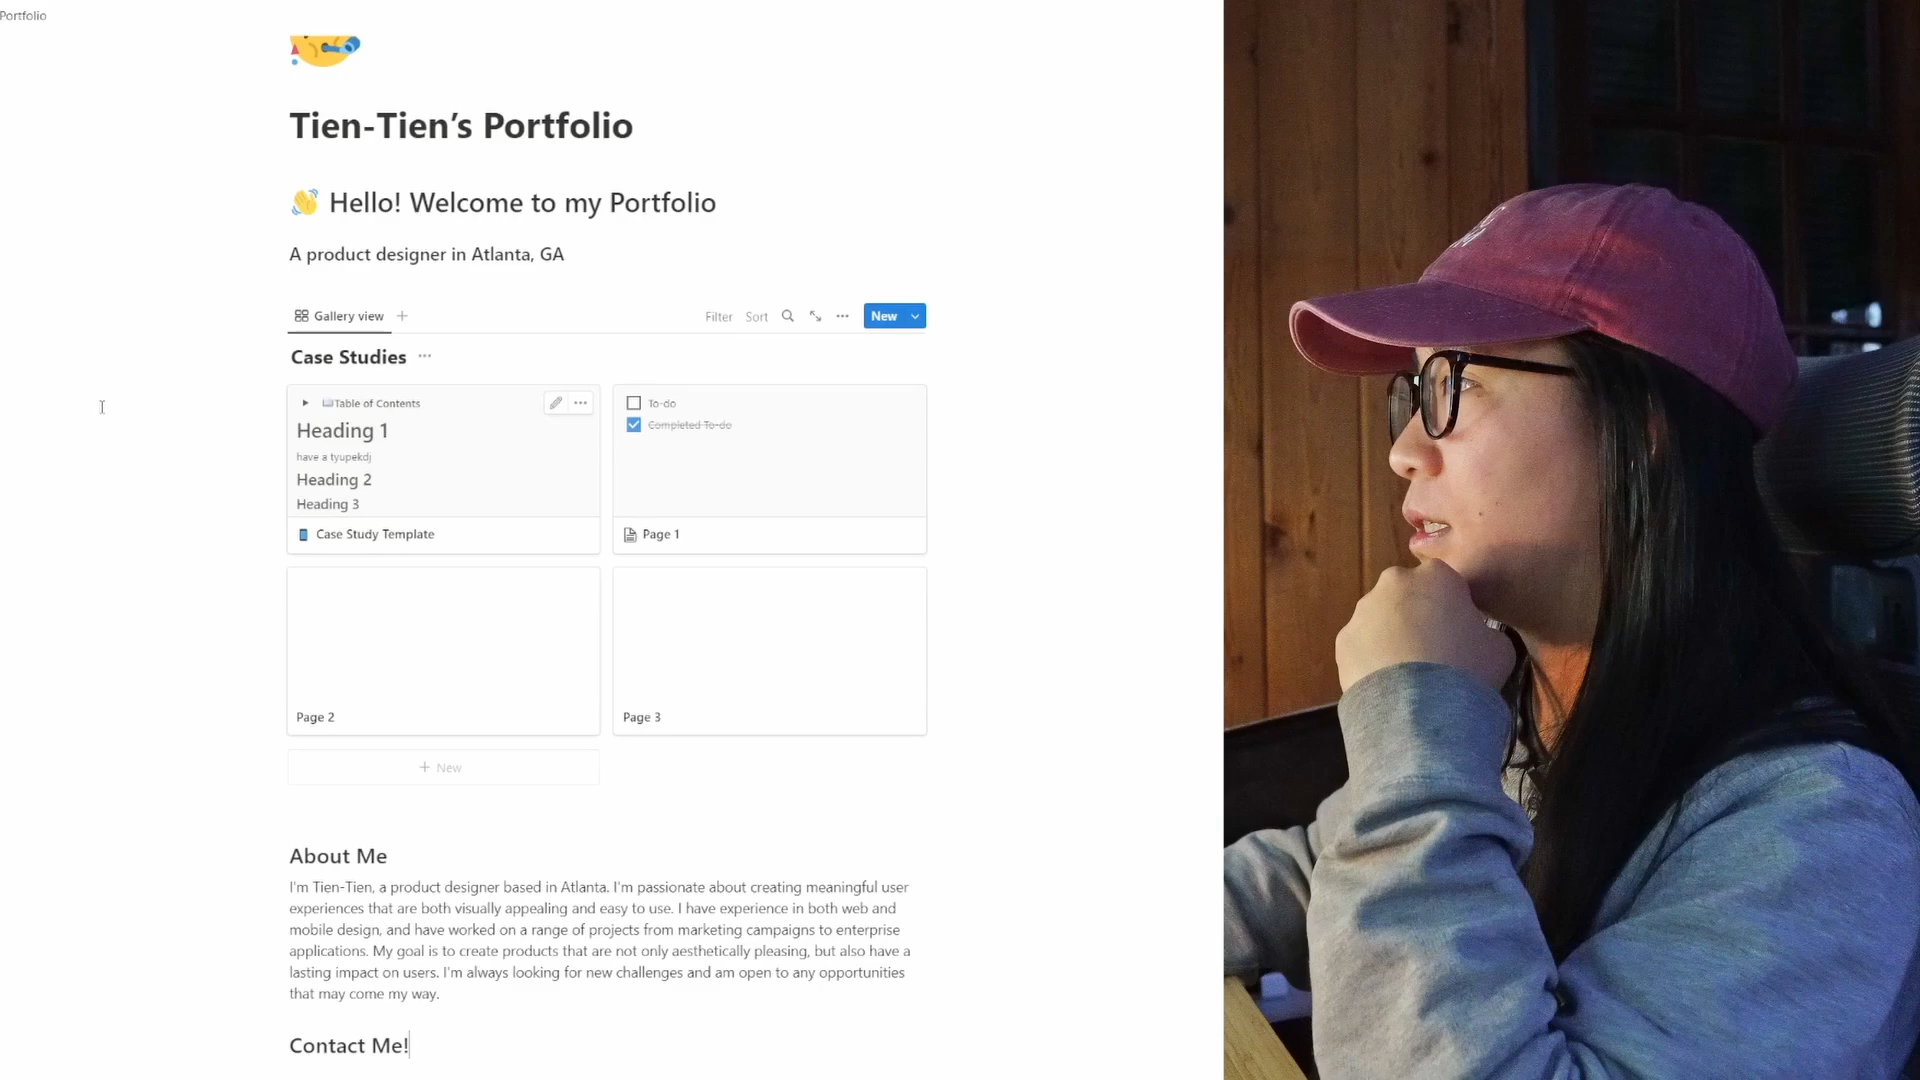 Portfolio
Tien-Tien's Portfolio
👋 Hello! Welcome to my Portfolio
A product designer in Atlanta, GA
Gallery view
Filter Sort New
Case Studies
Table of Contents
Heading 1
have a tyupekdj
Heading 2
Heading 3
Case Study Template
To-do
Completed To-do
Page 1
Page 2
Page 3
+ New
About Me
I'm Tien-Tien, a product designer based in Atlanta. I'm passionate about creating meaningful user
experiences that are both visually appealing and easy to use. I have experience in both web and
mobile design, and have worked on a range of projects from marketing campaigns to enterprise
applications. My goal is to create products that are not only aesthetically pleasing, but also have a
lasting impact on users. I'm always looking for new challenges and am open to any opportunities
that may come my way.
Contact Me!